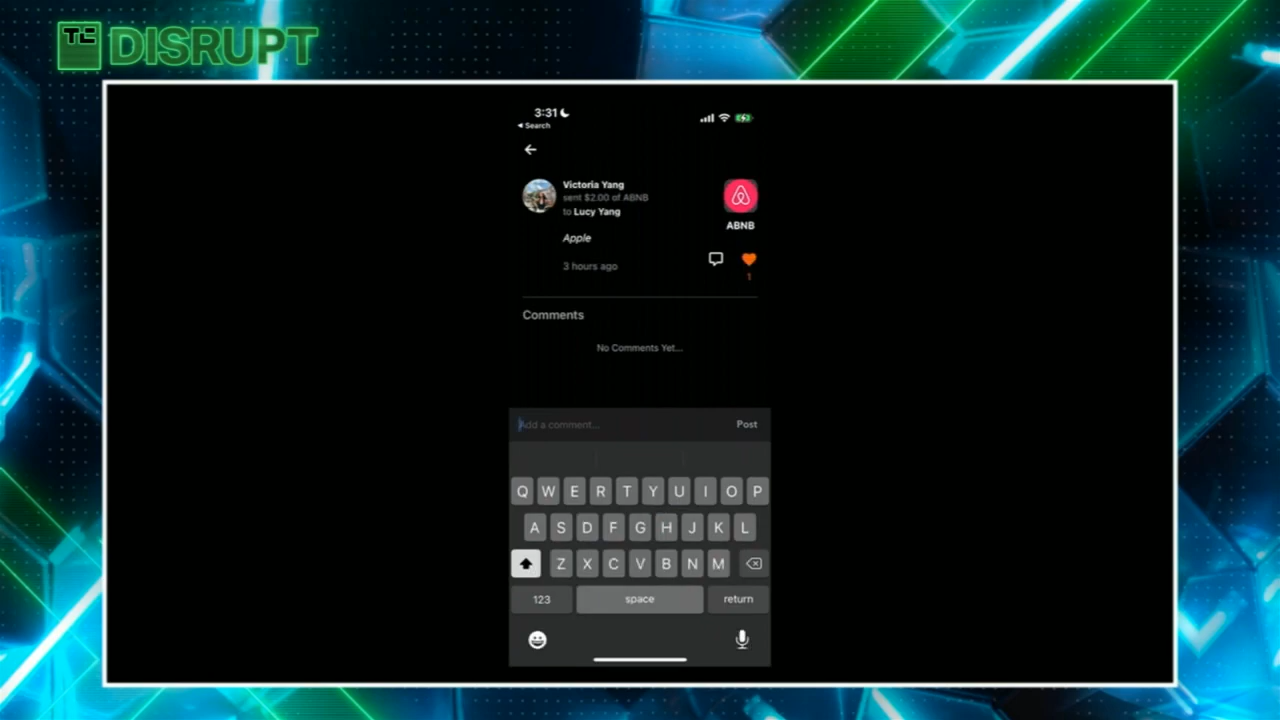 TC DISRUPT
3:31
◀ Search
Victoria Yang
sent $2.00 of ABNB
to Lucy Yang
ABNB
Apple
3 hours ago
1
Comments
No Comments Yet...
Add a comment... Post
Q W E R T Y U I O P
A S D F G H J K L
Z X C V B N M
123 space return